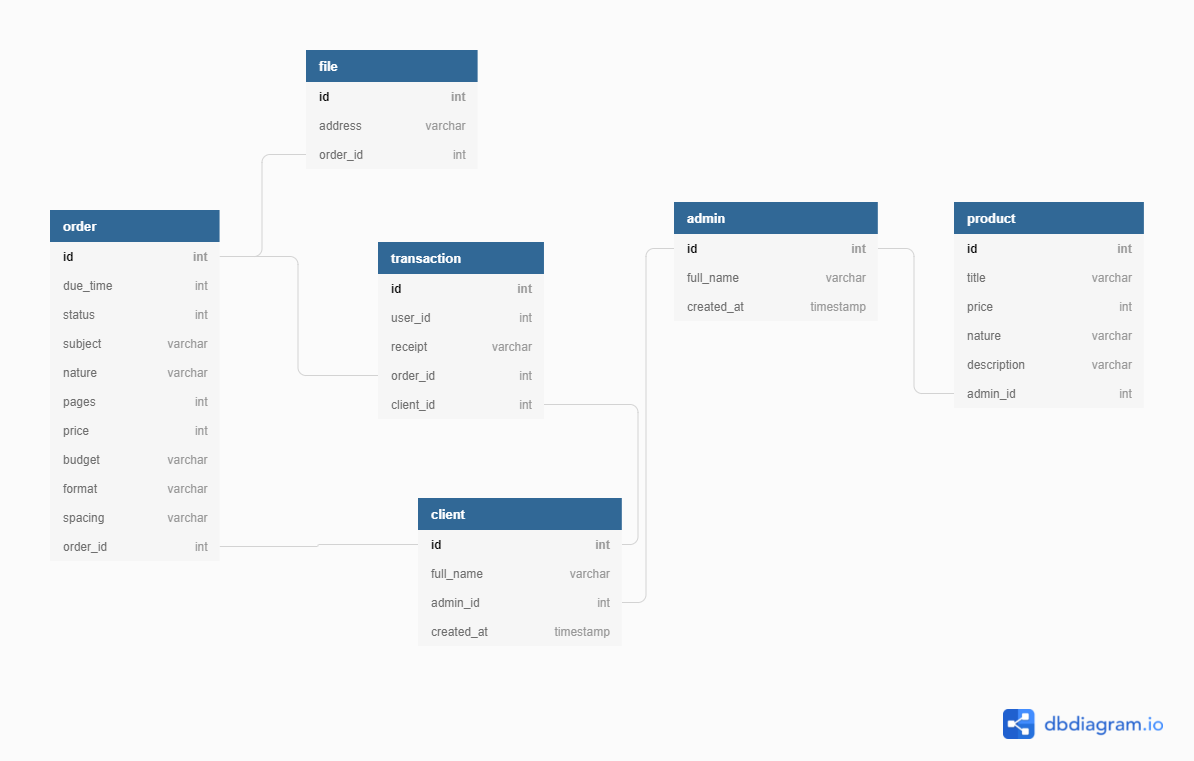 file
id int
address varchar
order_id int
order
id int
due_time int
status int
subject varchar
nature varchar
pages int
price int
budget varchar
format varchar
spacing varchar
order_id int
transaction
id int
user_id int
receipt varchar
order_id int
client_id int
client
id int
full_name varchar
admin_id int
created_at timestamp
admin
id int
full_name varchar
created_at timestamp
product
id int
title varchar
price int
nature varchar
description varchar
admin_id int
dbdiagram.io